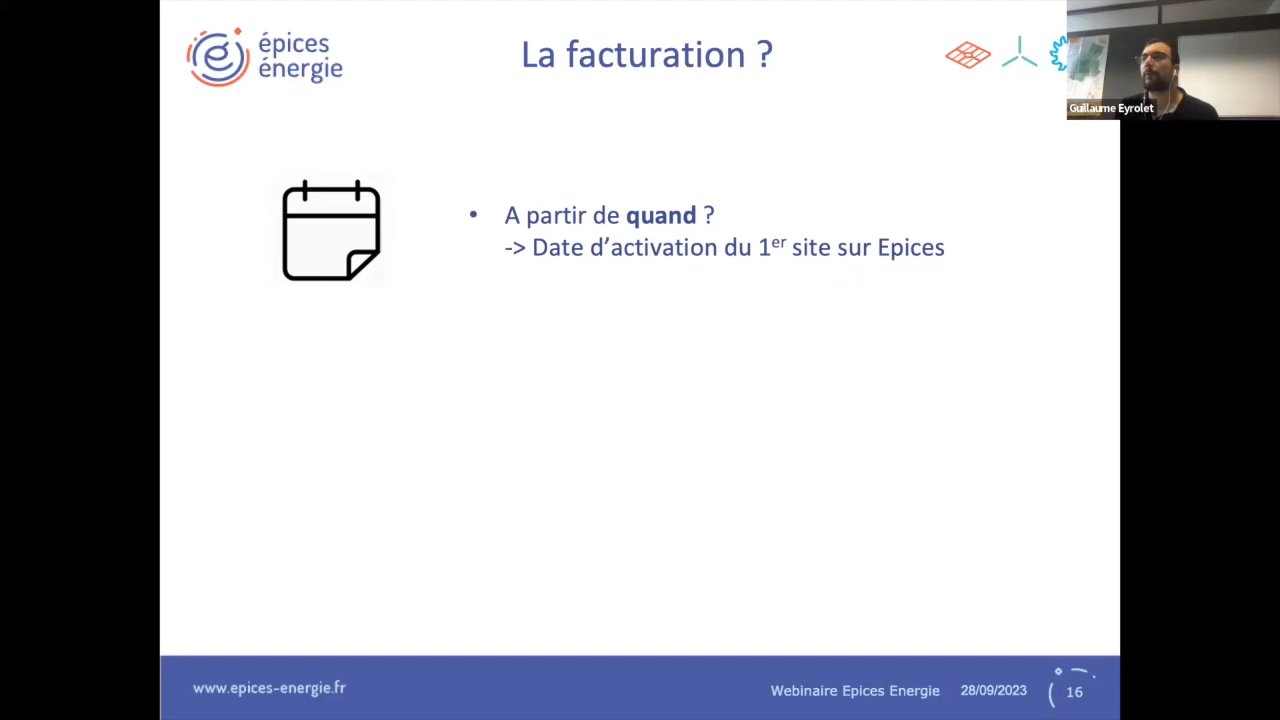 épices
énergie
La facturation ?
Guillaume Eyrolet
• A partir de quand ?
-> Date d’activation du 1er site sur Epices
www.epices-energie.fr
Webinaire Epices Energie 28/09/2023 16